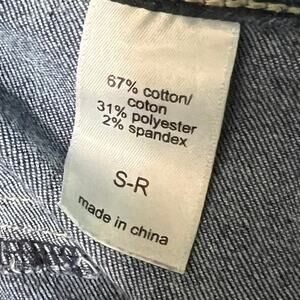 67% cotton/
coton
31% polyester
2% spandex
S-R
made in china